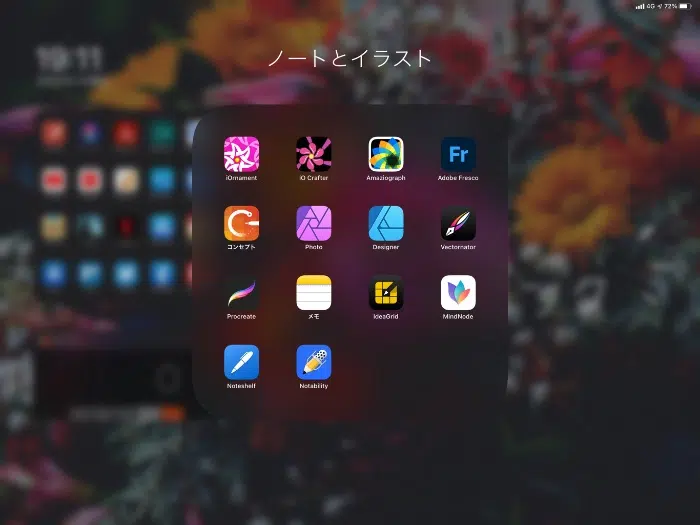 4G 72%
19:11
ノートとイラスト
iOrnament
iO Crafter
Amaziograph
Fr
Adobe Fresco
コンセプト
Photo
Designer
Vectornator
Procreate
メモ
IdeaGrid
MindNode
Noteshelf
Notability